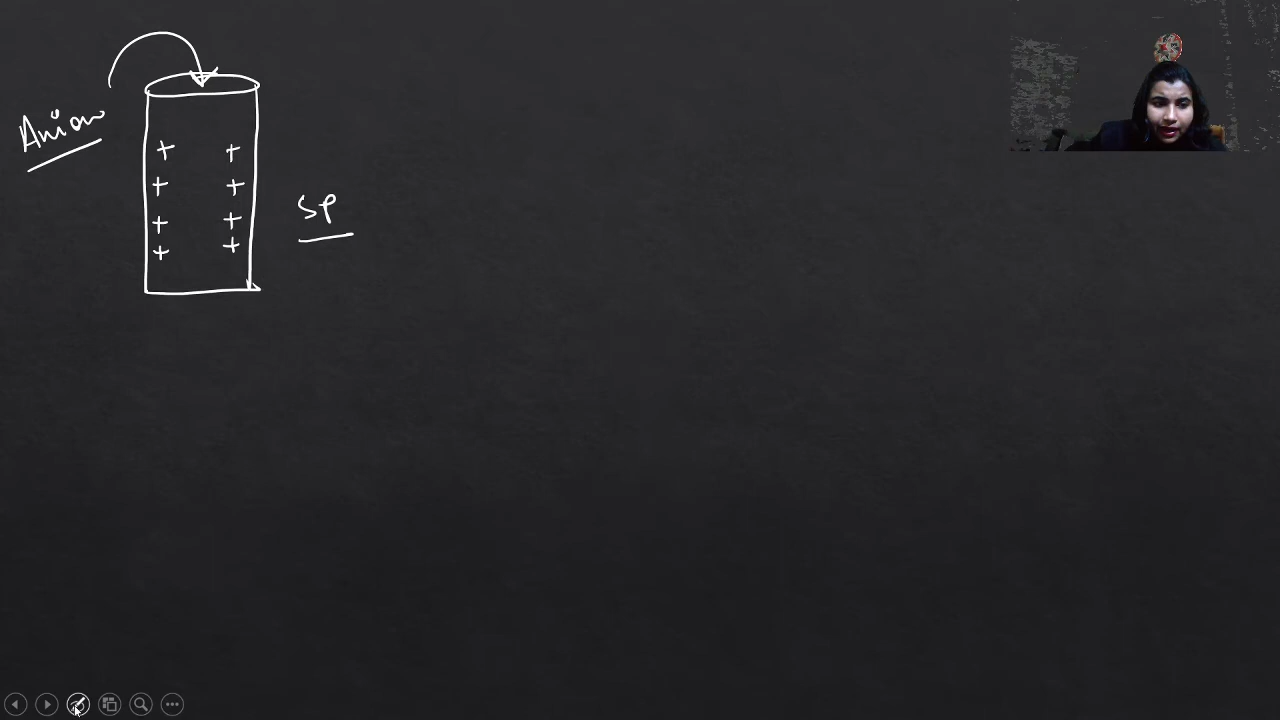 Anion
+ +
+ +
+ +
+ +
SP